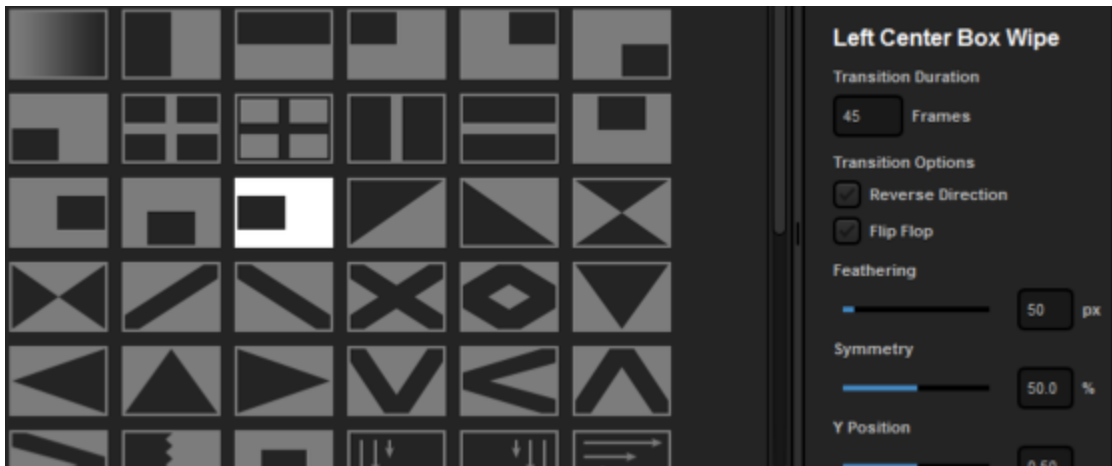 Left Center Box Wipe
Transition Duration
45 Frames
Transition Options
Reverse Direction
Flip Flop
Feathering
50 px
Symmetry
50.0 %
Y Position